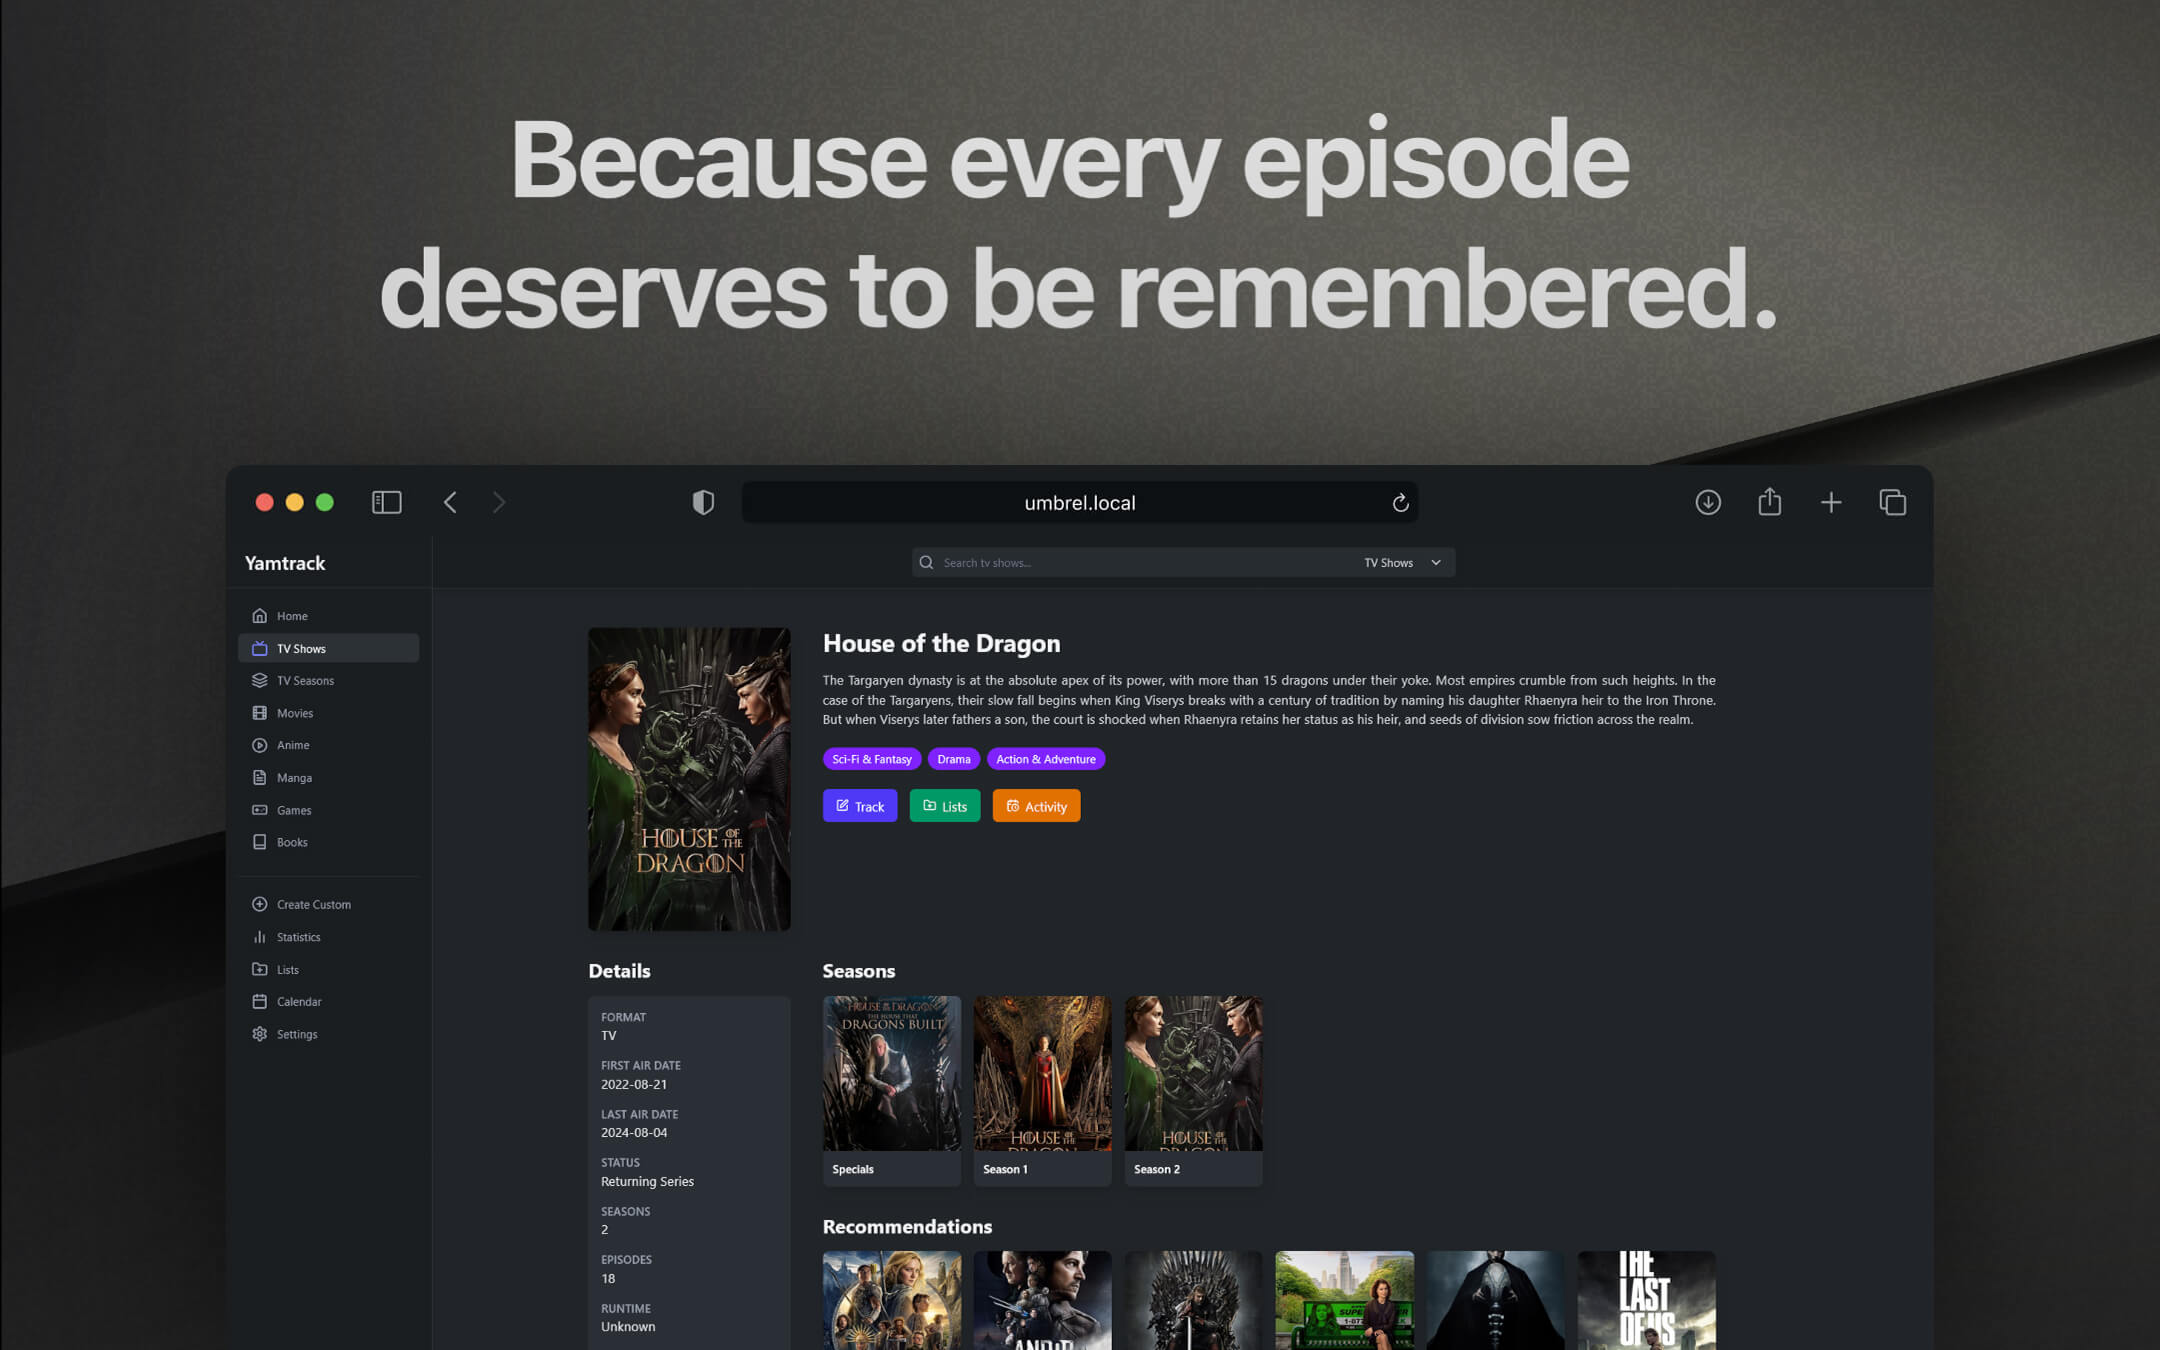 Because every episode
deserves to be remembered.
umbrel.local
Yamtrack
Search tv shows...
TV Shows
Home
TV Shows
TV Seasons
Movies
Anime
Manga
Games
Books
Create Custom
Statistics
Lists
Calendar
Settings
HOUSE OF THE
DRAGON
House of the Dragon
The Targaryen dynasty is at the absolute apex of its power, with more than 15 dragons under their yoke. Most empires crumble from such heights. In the
case of the Targaryens, their slow fall begins when King Viserys breaks with a century of tradition by naming his daughter Rhaenyra heir to the Iron Throne.
But when Viserys later fathers a son, the court is shocked when Rhaenyra retains her status as his heir, and seeds of division sow friction across the realm.
Sci-Fi & Fantasy
Drama
Action & Adventure
Track
Lists
Activity
Details
FORMAT
TV
FIRST AIR DATE
2022-08-21
LAST AIR DATE
2024-08-04
STATUS
Returning Series
SEASONS
2
EPISODES
18
RUNTIME
Unknown
Seasons
HOUSE OF THE DRAGON
THE HOUSE THAT
DRAGONS BUILT
Specials
HOUSE OF THE
DRAGON
Season 1
HOUSE OF THE
DRAGON
Season 2
Recommendations
THE
LAST
OF US